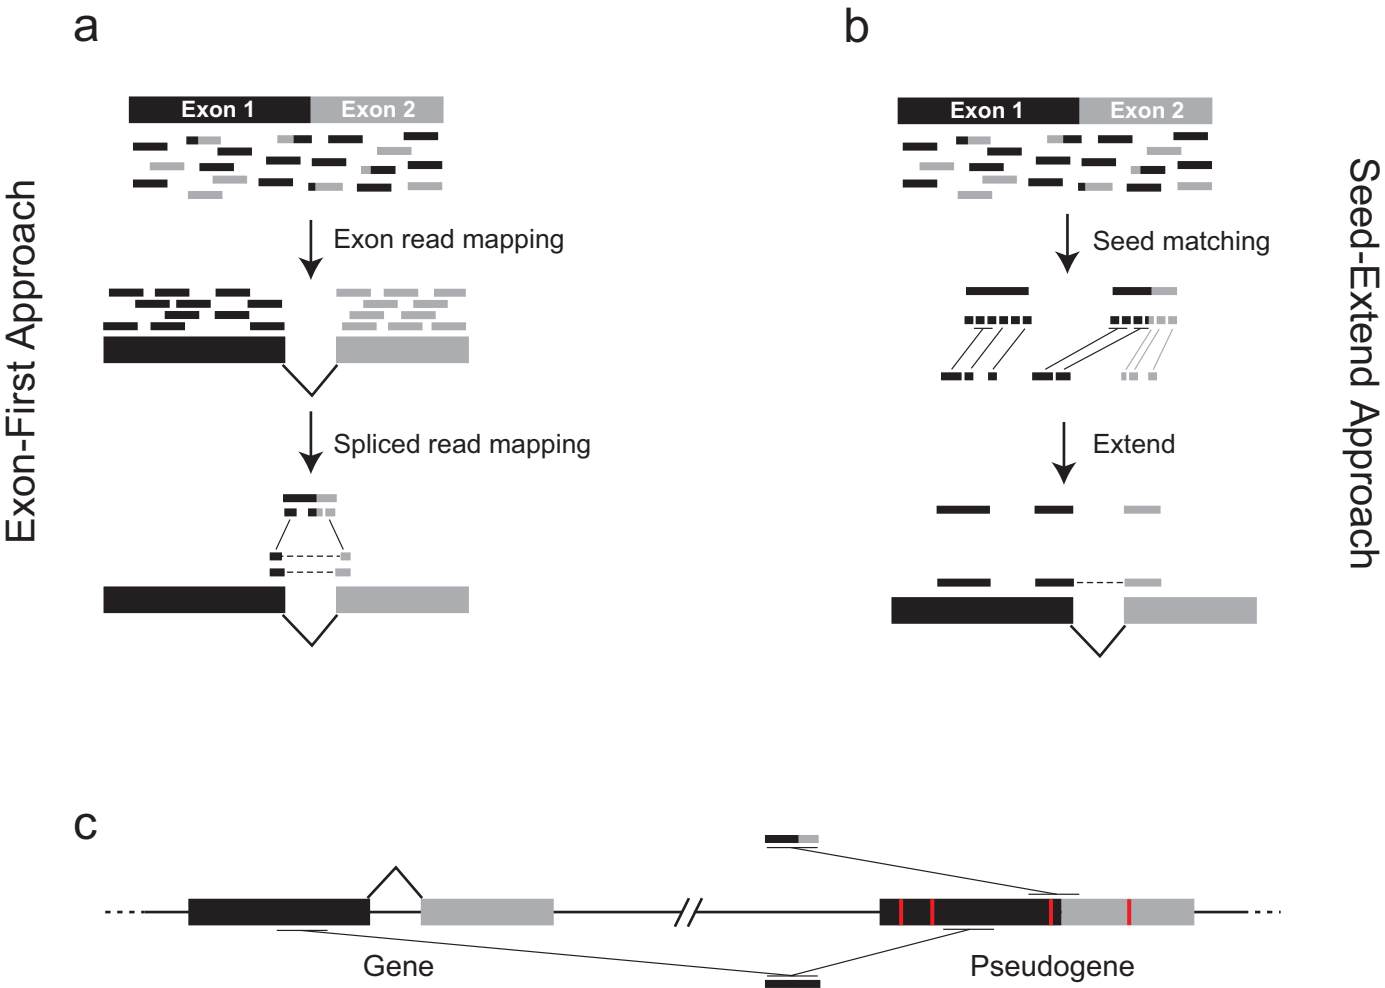 a
b
Exon 1 Exon 2
Exon 1 Exon 2
Exon-First Approach
Seed-Extend Approach
Exon read mapping
Seed matching
Spliced read mapping
Extend
c
Gene
Pseudogene